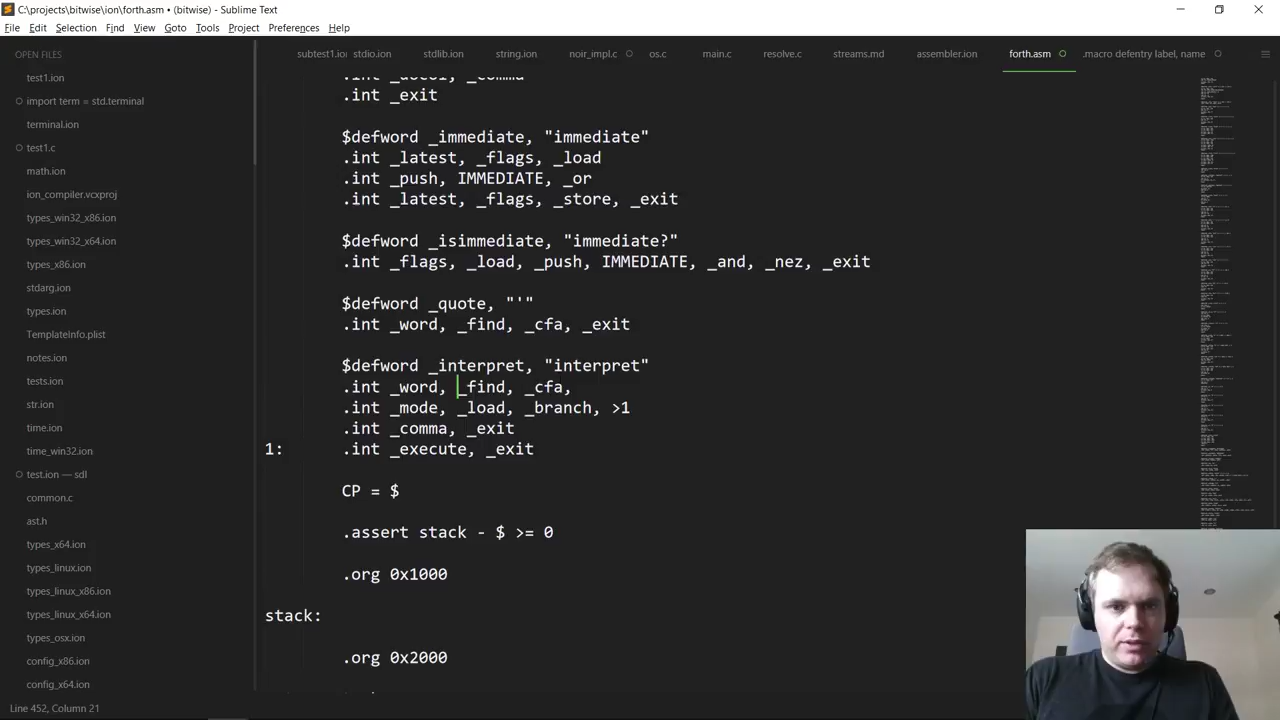 C:\projects\bitwise\ion\forth.asm • (bitwise) - Sublime Text
File Edit Selection Find View Goto Tools Project Preferences Help
OPEN FILES
test1.ion
import term = std.terminal
terminal.ion
test1.c
math.ion
ion_compiler.vcxproj
types_win32_x86.ion
types_win32_x64.ion
types_x86.ion
stdarg.ion
types.ion
TemplateInfo.plist
notes.ion
tests.ion
str.ion
time.ion
time_win32.ion
test.ion — sdl
common.c
ast.h
types_x64.ion
types_linux.ion
types_linux_x86.ion
types_linux_x64.ion
types_osx.ion
config_x86.ion
config_x64.ion
subtest1.ion stdio.ion stdlib.ion string.ion noir_impl.c os.c main.c resolve.c streams.md assembler.ion forth.asm .macro defentry label, name
.int _docol, _comma
.int _exit
$defword _immediate, "immediate"
.int _latest, _flags, _load
.int _push, IMMEDIATE, _or
.int _latest, _flags, _store, _exit
$defword _isimmediate, "immediate?"
.int _flags, _load, _push, IMMEDIATE, _and, _nez, _exit
$defword _quote, "'"
.int _word, _find, _cfa, _exit
$defword _interpret, "interpret"
.int _word, _find, _cfa,
.int _mode, _load, _branch, >1
.int _comma, _exit
1: .int _execute, _exit
CP = $
.assert stack - $ >= 0
.org 0x1000
stack:
.org 0x2000
Line 452, Column 21